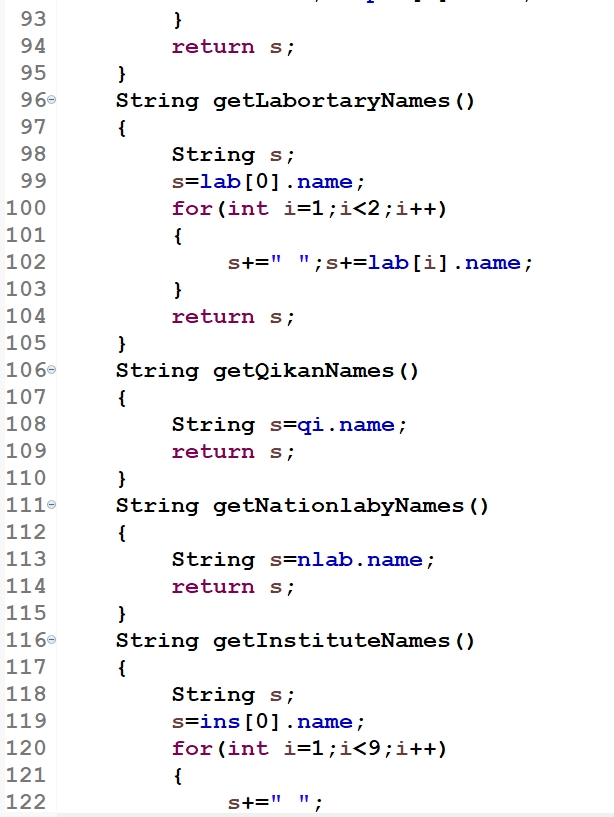 93 }
94 return s;
95 }
96 String getLabortaryNames()
97 {
98 String s;
99 s=lab[0].name;
100 for(int i=1;i<2;i++)
101 {
102 s+=" ";s+=lab[i].name;
103 }
104 return s;
105 }
106 String getQikanNames()
107 {
108 String s=qi.name;
109 return s;
110 }
111 String getNationlabyNames()
112 {
113 String s=nlab.name;
114 return s;
115 }
116 String getInstituteNames()
117 {
118 String s;
119 s=ins[0].name;
120 for(int i=1;i<9;i++)
121 {
122 s+=" ";